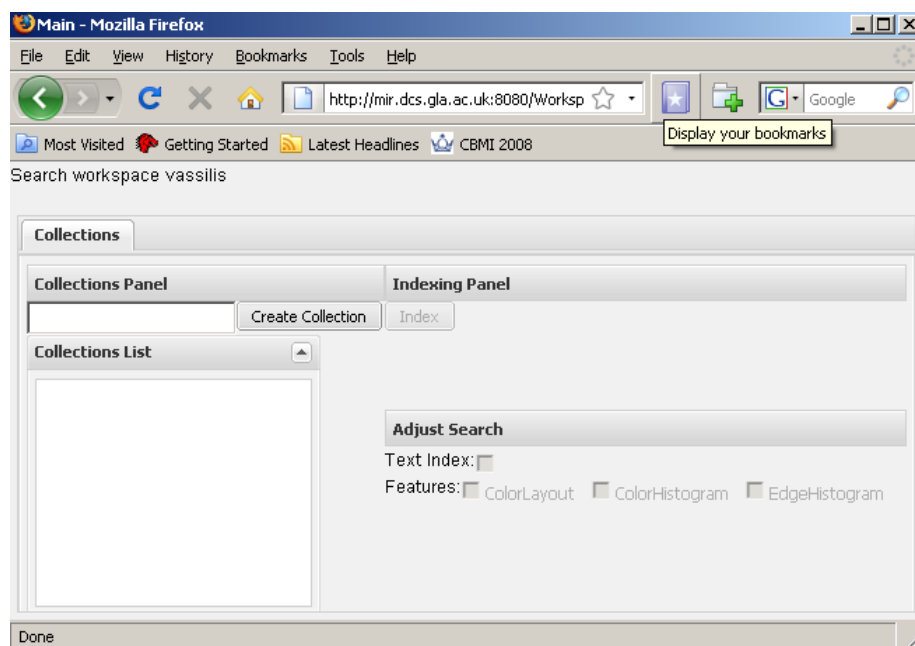 Main - Mozilla Firefox
File Edit View History Bookmarks Tools Help
http://mir.dcs.gla.ac.uk:8080/Worksp G Google
Display your bookmarks
Most Visited Getting Started Latest Headlines CBMI 2008
Search workspace vassilis
Collections
Collections Panel Indexing Panel
Create Collection Index
Collections List
Adjust Search
Text Index:
Features: ColorLayout ColorHistogram EdgeHistogram
Done